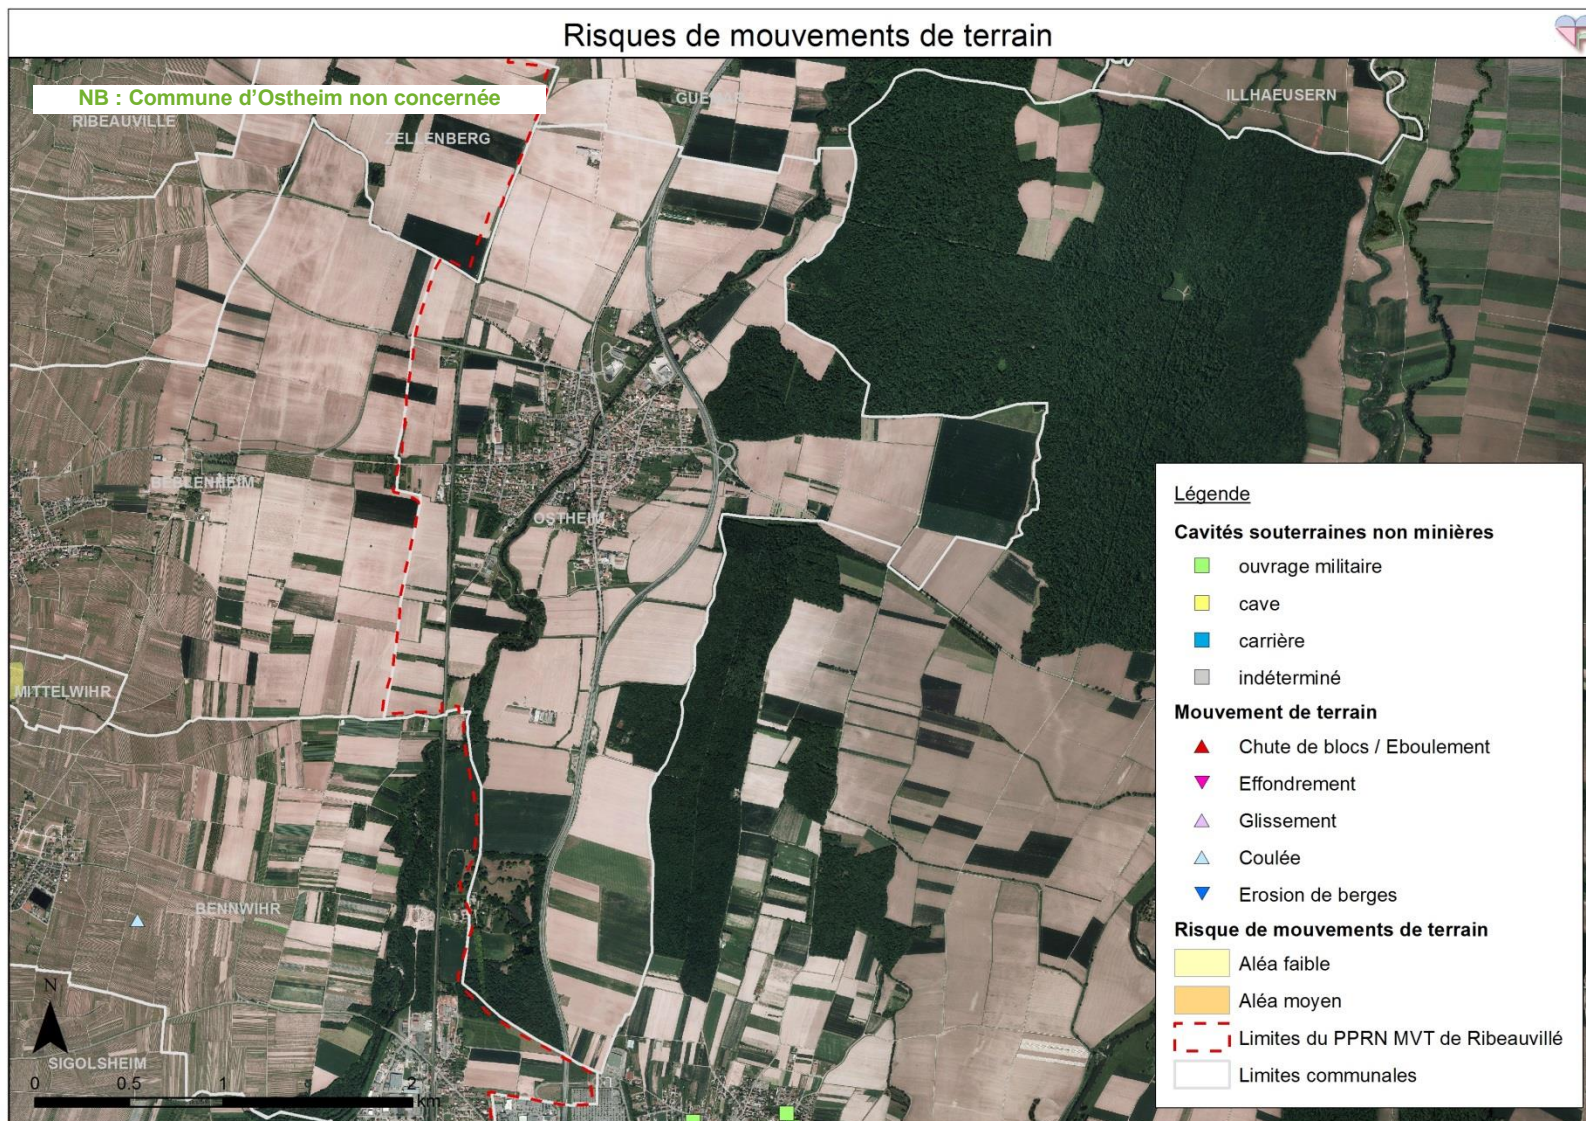 Risques de mouvements de terrain
NB : Commune d'Ostheim non concernée
RIBEAUVILLE
ZELLENBERG
ILLHAEUSERN
BEBLENHEIM
OSTHEIM
MITTELWIHR
BENNWIHR
SIGOLSHEIM
N
0 0.5 1 2
km
Légende
Cavités souterraines non minières
ouvrage militaire
cave
carrière
indéterminé
Mouvement de terrain
Chute de blocs / Eboulement
Effondrement
Glissement
Coulée
Erosion de berges
Risque de mouvements de terrain
Aléa faible
Aléa moyen
Limites du PPRN MVT de Ribeauvillé
Limites communales